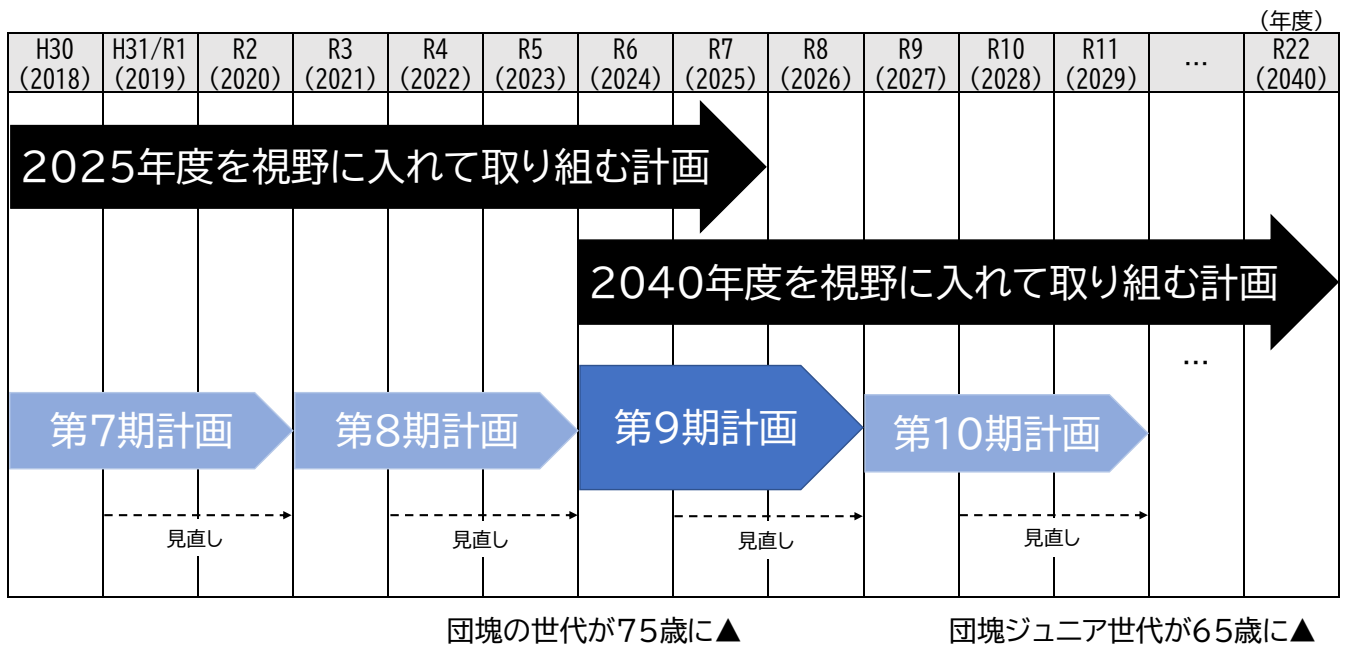 (年度)
H30 H31/R1 R2 R3 R4 R5 R6 R7 R8 R9 R10 R11 … R22
(2018) (2019) (2020) (2021) (2022) (2023) (2024) (2025) (2026) (2027) (2028) (2029) (2040)
2025年度を視野に入れて取り組む計画
2040年度を視野に入れて取り組む計画
…
第7期計画 第8期計画 第9期計画 第10期計画
見直し 見直し 見直し 見直し
団塊の世代が75歳に▲ 団塊ジュニア世代が65歳に▲